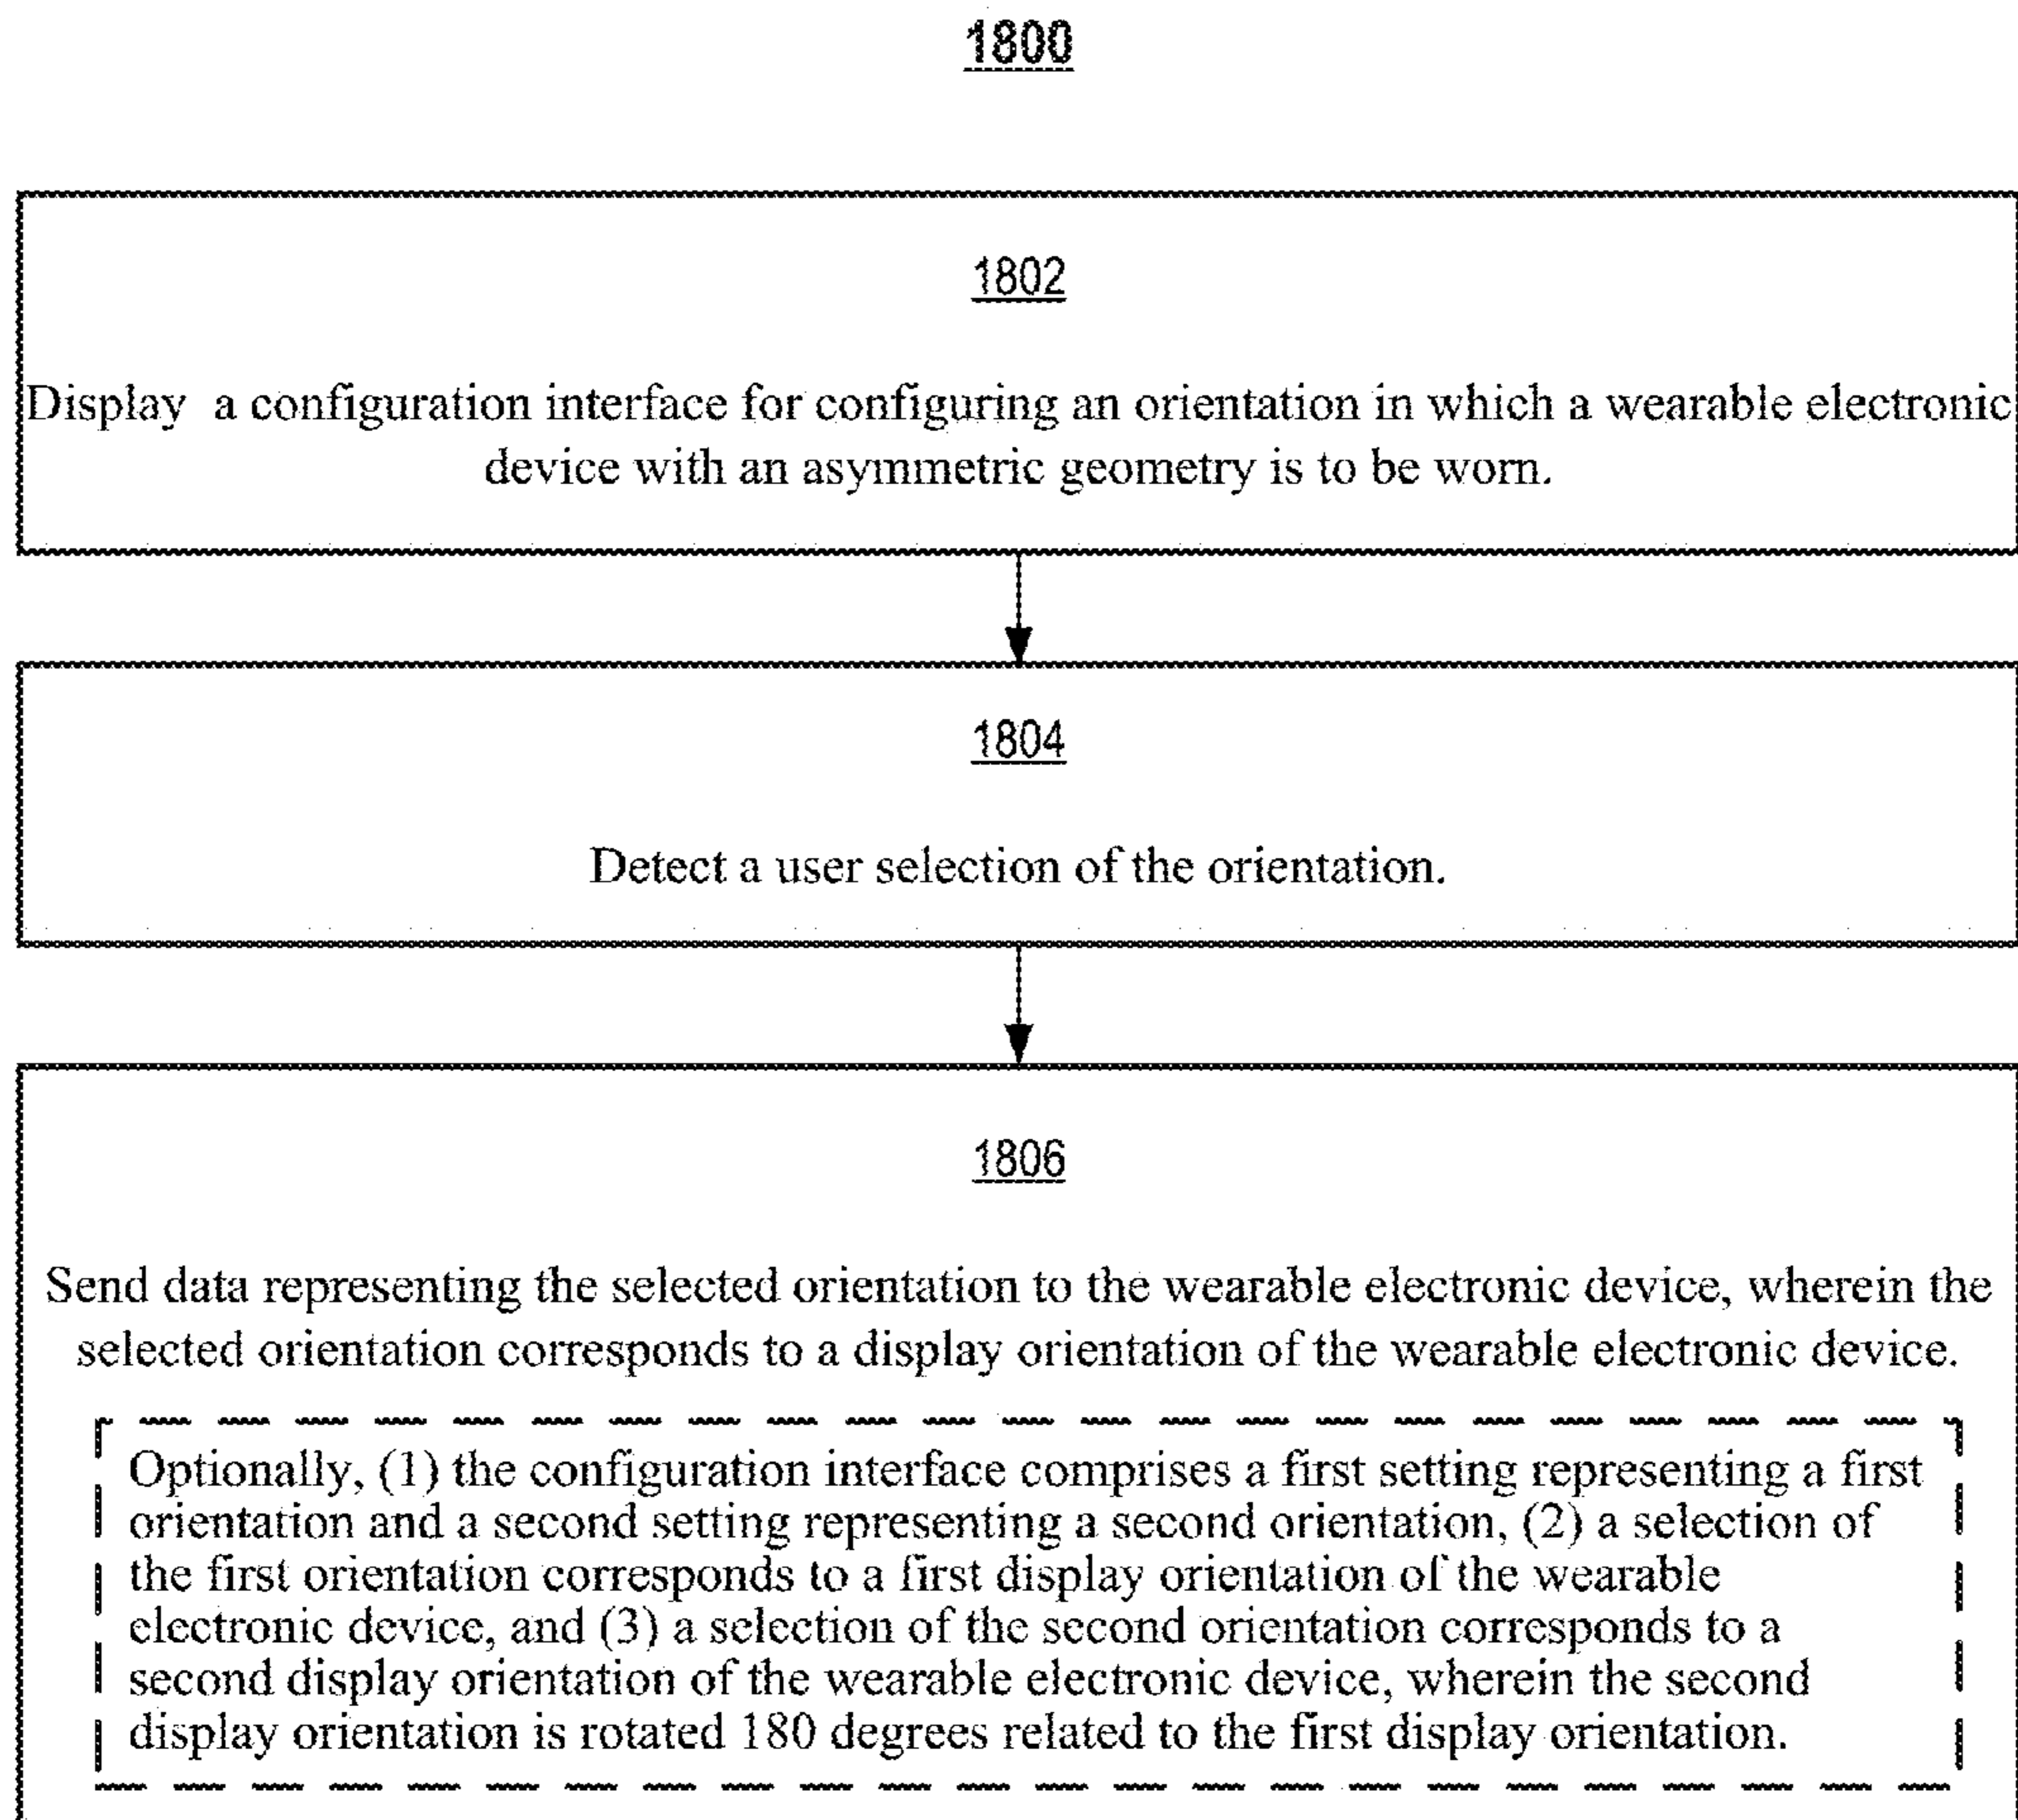 1800
1802
Display a configuration interface for configuring an orientation in which a wearable electronic
device with an asymmetric geometry is to be worn.
1804
Detect a user selection of the orientation.
1806
Send data representing the selected orientation to the wearable electronic device, wherein the
selected orientation corresponds to a display orientation of the wearable electronic device.
Optionally, (1) the configuration interface comprises a first setting representing a first
orientation and a second setting representing a second orientation, (2) a selection of
the first orientation corresponds to a first display orientation of the wearable
electronic device, and (3) a selection of the second orientation corresponds to a
second display orientation of the wearable electronic device, wherein the second
display orientation is rotated 180 degrees related to the first display orientation.